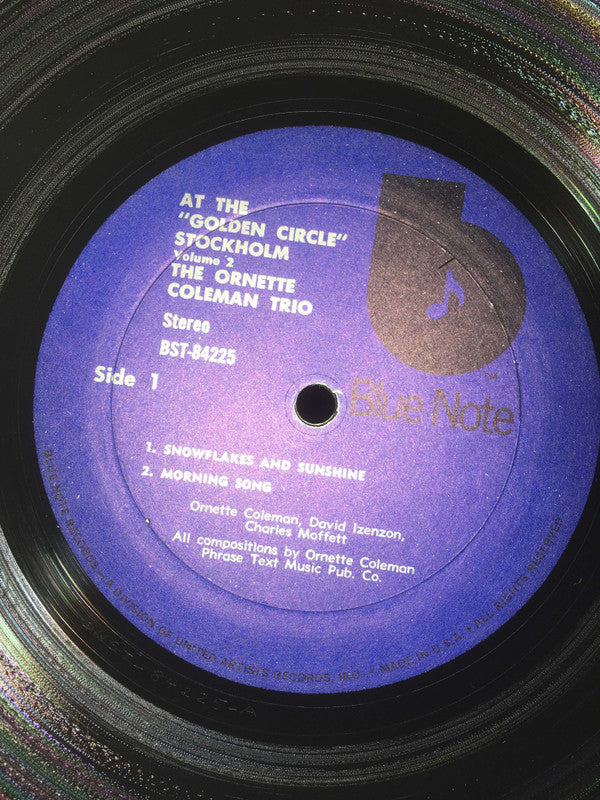 AT THE
"GOLDEN CIRCLE"
STOCKHOLM
Volume 2
THE ORNETTE
COLEMAN TRIO
Stereo
BST-84225
Side 1
Blue Note
TM
1. SNOWFLAKES AND SUNSHINE
2. MORNING SONG
Ornette Coleman, David Izenzon,
Charles Moffett
All compositions by Ornette Coleman
Phrase Text Music Pub. Co.
BLUE NOTE RECORDS—A DIVISION OF UNITED ARTISTS RECORDS, INC. • MADE IN U.S.A. • ALL RIGHTS RESERVED